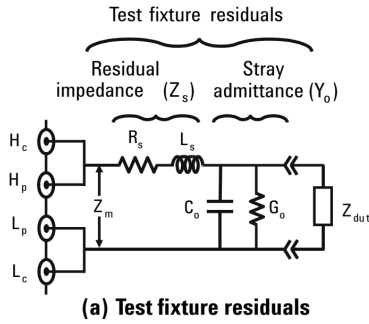 Test fixture residuals
Residual Stray
impedance (Zs) admittance (Yo)
Rs Ls
Hc
Hp
Zm Co Go Zdut
Lp
Lc
(a) Test fixture residuals